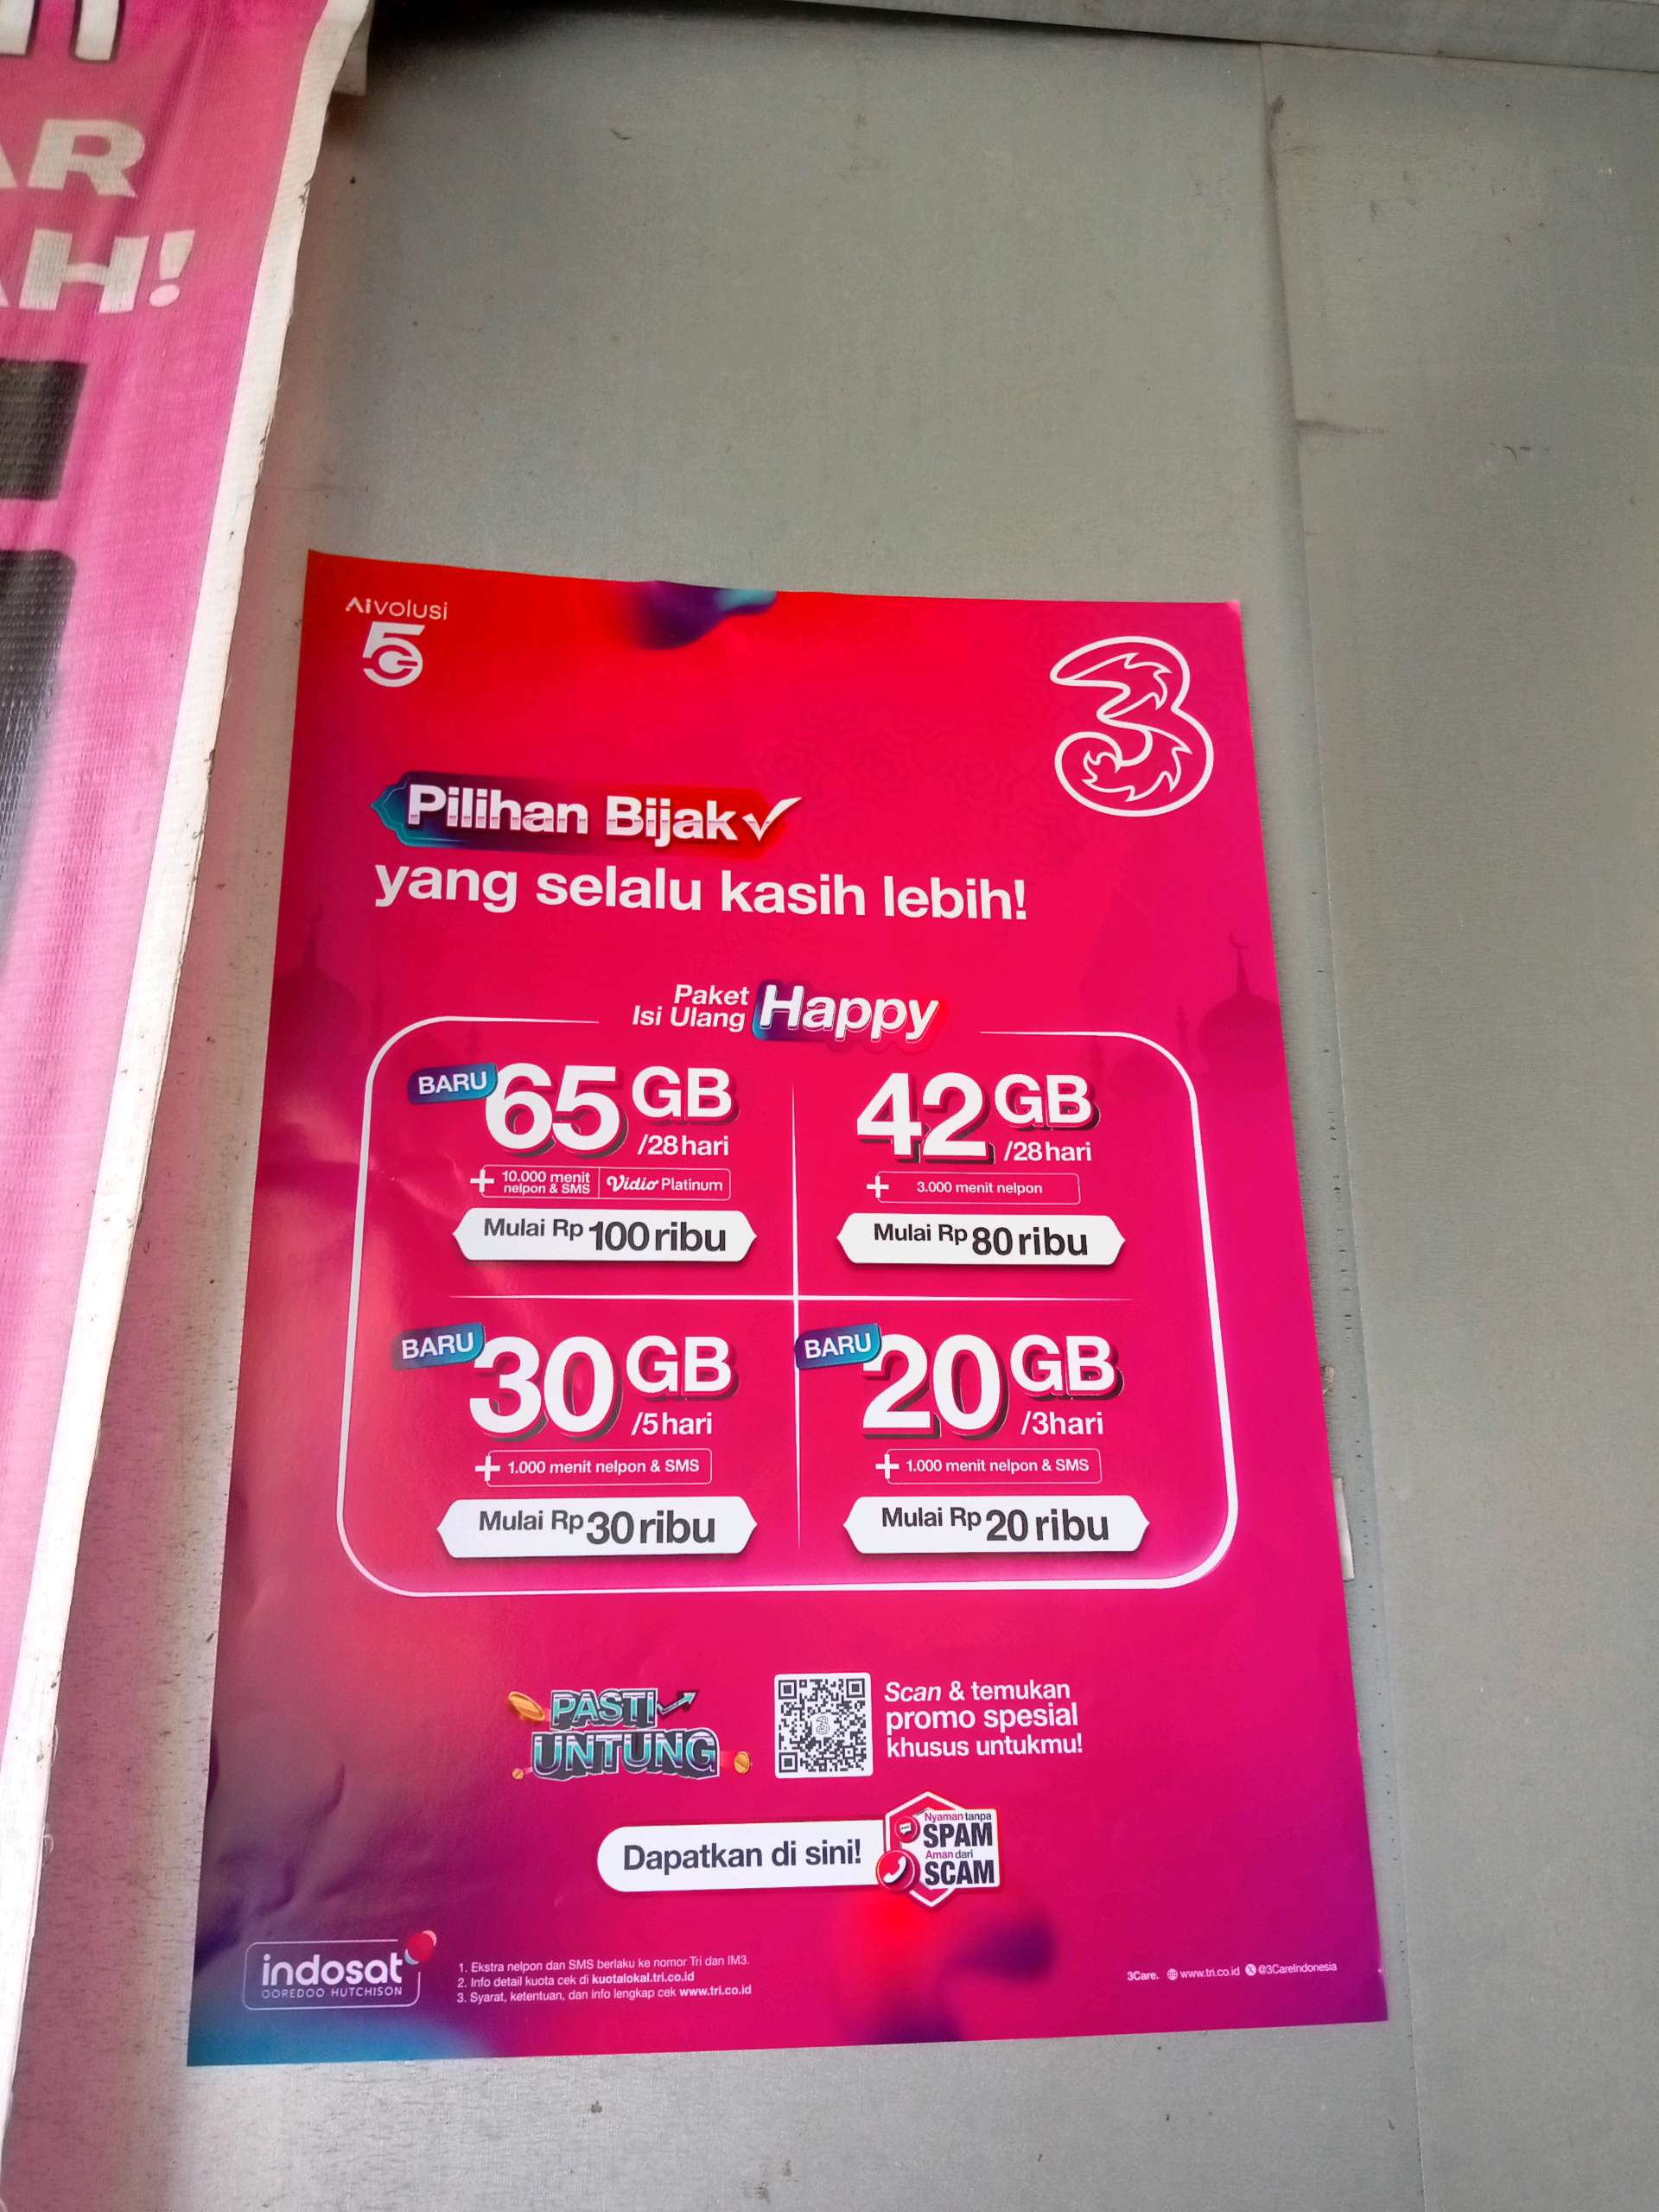 AR
AH!
AIvolusi
5G
3
Pilihan Bijak
yang selalu kasih lebih!
Paket
Isi Ulang Happy
BARU 65 GB
/28 hari
+ 10.000 menit
nelpon & SMS
Vidio Platinum
Mulai Rp 100 ribu
42 GB
/28 hari
+ 3.000 menit nelpon
Mulai Rp 80 ribu
BARU 30 GB
/5 hari
+ 1.000 menit nelpon & SMS
Mulai Rp 30 ribu
BARU 20 GB
/3 hari
+ 1.000 menit nelpon & SMS
Mulai Rp 20 ribu
PASTI
UNTUNG
Scan & temukan
promo spesial
khusus untukmu!
Dapatkan di sini!
Nyaman tanpa
SPAM
Aman dari
SCAM
indosat
OOREDOO HUTCHISON
1. Ekstra nelpon dan SMS berlaku ke nomor Tri dan IM3.
2. Info detail kuota cek di kuotalokal.tri.co.id
3. Syarat, ketentuan, dan info lengkap cek www.tri.co.id
3Care. www.tri.co.id @3CareIndonesia